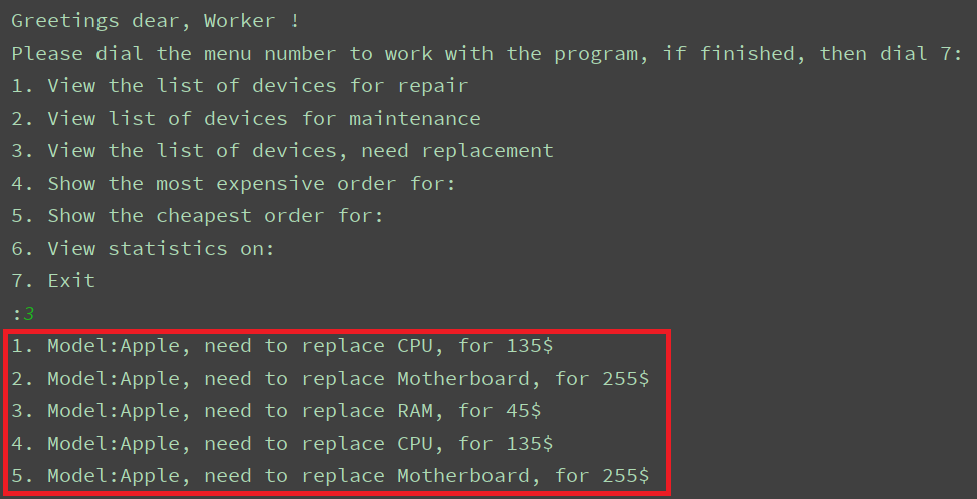 Greetings dear, Worker !
Please dial the menu number to work with the program, if finished, then dial 7:
1. View the list of devices for repair
2. View list of devices for maintenance
3. View the list of devices, need replacement
4. Show the most expensive order for:
5. Show the cheapest order for:
6. View statistics on:
7. Exit
:3
1. Model:Apple, need to replace CPU, for 135$
2. Model:Apple, need to replace Motherboard, for 255$
3. Model:Apple, need to replace RAM, for 45$
4. Model:Apple, need to replace CPU, for 135$
5. Model:Apple, need to replace Motherboard, for 255$